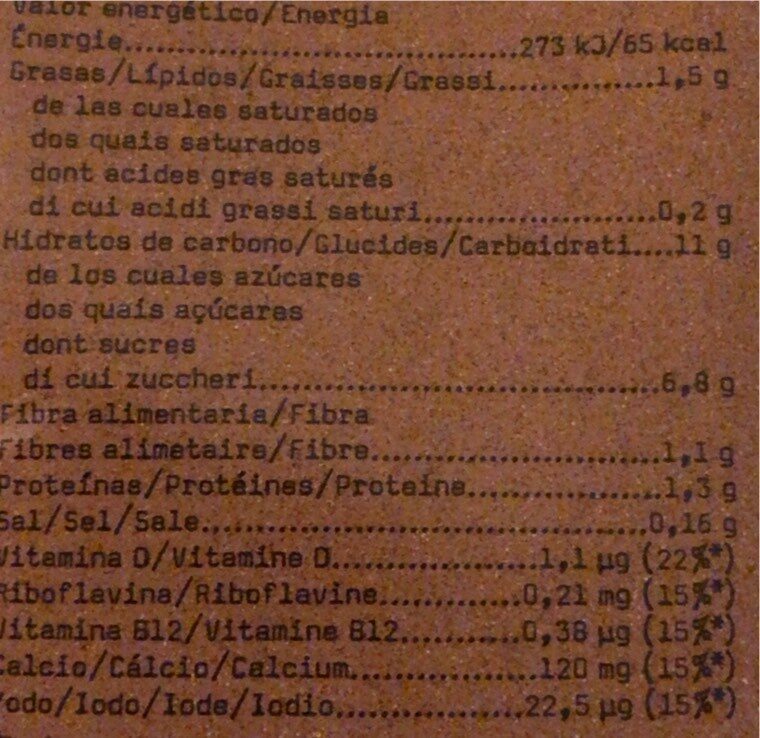 Valor energético/Energia
Énergie..............................273 kJ/65 kcal
Grasas/Lípidos/Graisses/Grassi...............1,5 g
de las cuales saturados
dos quais saturados
dont acides gras saturés
di cui acidi grassi saturi......................0,2 g
Hidratos de carbono/Glucides/Carboidrati....11 g
de los cuales azúcares
dos quais açúcares
dont sucres
di cui zuccheri......................................6,8 g
Fibra alimentaria/Fibra
Fibres alimetaire/Fibre...........................1,1 g
Proteínas/Protéines/Proteine..................1,3 g
Sal/Sel/Sale..........................................0,16 g
Vitamina D/Vitamine D....................1,1 µg (22%*)
Riboflavina/Riboflavine..............0,21 mg (15%*)
Vitamina B12/Vitamine B12............0,38 µg (15%*)
Calcio/Cálcio/Calcium..................120 mg (15%*)
Yodo/Iodo/Iode/Iodio..................22,5 µg (15%*)